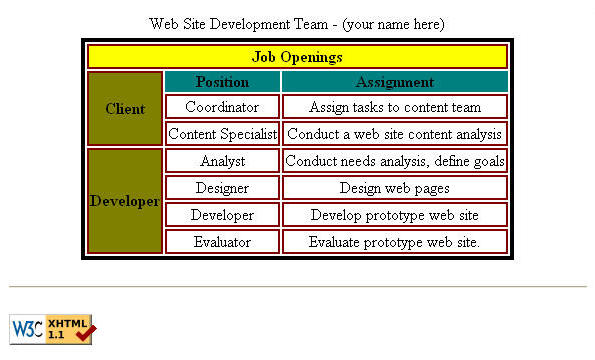 Web Site Development Team - (your name here)
Job Openings
Client
Position Assignment
Coordinator Assign tasks to content team
Content Specialist Conduct a web site content analysis
Developer
Analyst Conduct needs analysis, define goals
Designer Design web pages
Developer Develop prototype web site
Evaluator Evaluate prototype web site.
W3C XHTML
1.1